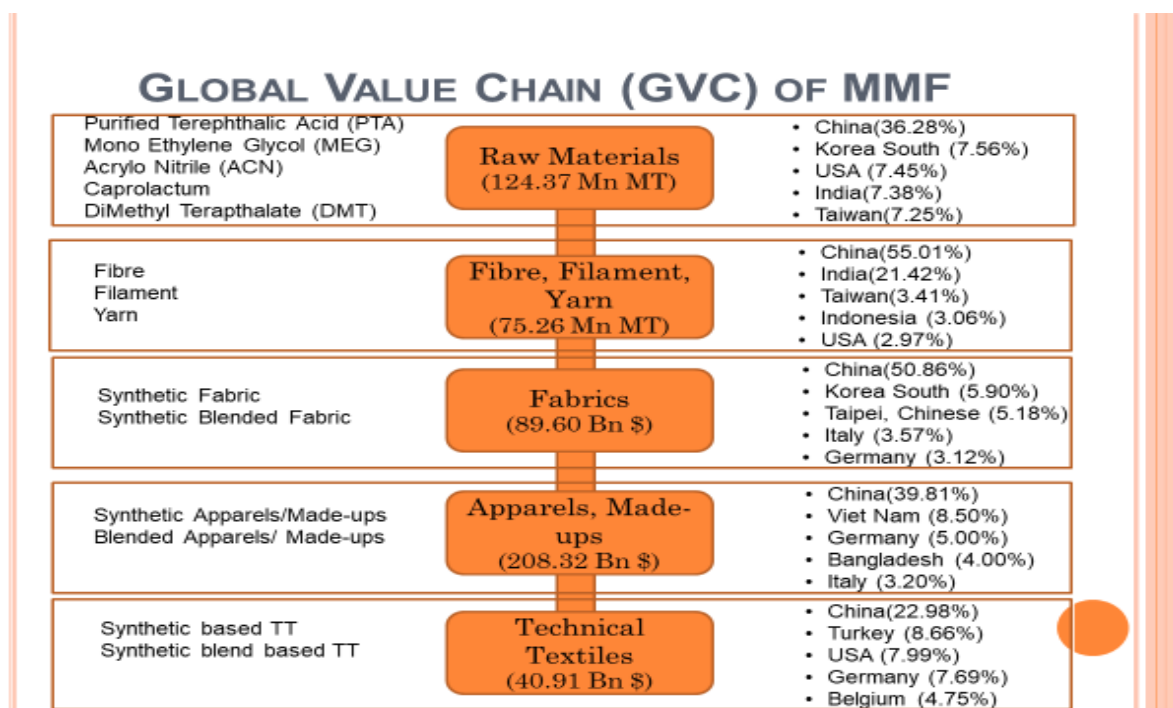 GLOBAL VALUE CHAIN (GVC) OF MMF
Purified Terephthalic Acid (PTA)
Mono Ethylene Glycol (MEG)
Acrylo Nitrile (ACN)
Caprolactum
DiMethyl Terapthalate (DMT)
Raw Materials
(124.37 Mn MT)
• China(36.28%)
• Korea South (7.56%)
• USA (7.45%)
• India(7.38%)
• Taiwan(7.25%)
Fibre
Filament
Yarn
Fibre, Filament,
Yarn
(75.26 Mn MT)
• China(55.01%)
• India(21.42%)
• Taiwan(3.41%)
• Indonesia (3.06%)
• USA (2.97%)
Synthetic Fabric
Synthetic Blended Fabric
Fabrics
(89.60 Bn $)
• China(50.86%)
• Korea South (5.90%)
• Taipei, Chinese (5.18%)
• Italy (3.57%)
• Germany (3.12%)
Synthetic Apparels/Made-ups
Blended Apparels/ Made-ups
Apparels, Made-
ups
(208.32 Bn $)
• China(39.81%)
• Viet Nam (8.50%)
• Germany (5.00%)
• Bangladesh (4.00%)
• Italy (3.20%)
Synthetic based TT
Synthetic blend based TT
Technical
Textiles
(40.91 Bn $)
• China(22.98%)
• Turkey (8.66%)
• USA (7.99%)
• Germany (7.69%)
• Belgium (4.75%)